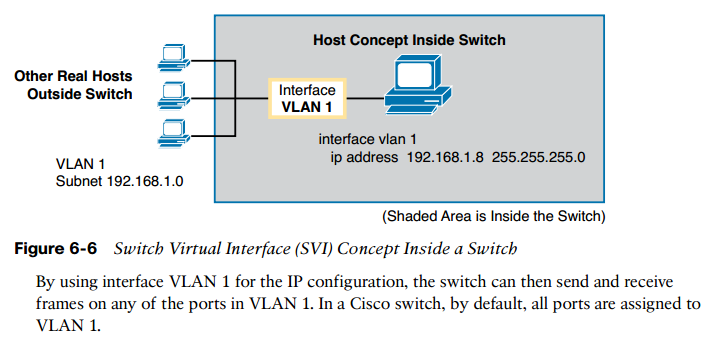 Host Concept Inside Switch
Other Real Hosts
Outside Switch
Interface
VLAN 1
interface vlan 1
ip address 192.168.1.8 255.255.255.0
VLAN 1
Subnet 192.168.1.0
(Shaded Area is Inside the Switch)
Figure 6-6 Switch Virtual Interface (SVI) Concept Inside a Switch
By using interface VLAN 1 for the IP configuration, the switch can then send and receive
frames on any of the ports in VLAN 1. In a Cisco switch, by default, all ports are assigned to
VLAN 1.